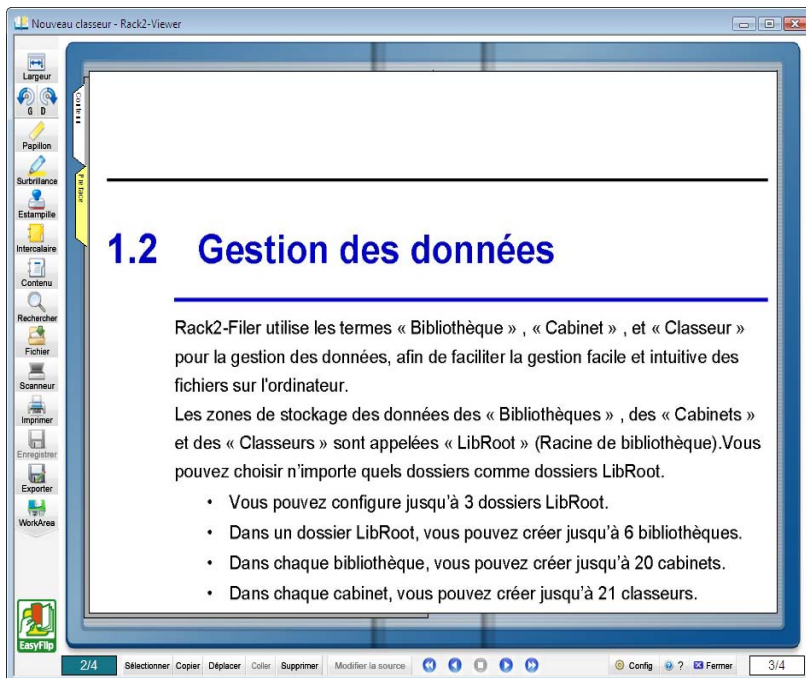 Nouveau classeur - Rack2-Viewer
Largeur
G D
Papillon
Surbrillance
Estampille
Intercalaire
Contenu
Rechercher
Fichier
Scanneur
Imprimer
Enregistrer
Exporter
WorkArea
EasyFlip
Préface
1.2 Gestion des données
Rack2-Filer utilise les termes « Bibliothèque » , « Cabinet » , et « Classeur »
pour la gestion des données, afin de faciliter la gestion facile et intuitive des
fichiers sur l'ordinateur.
Les zones de stockage des données des « Bibliothèques » , des « Cabinets »
et des « Classeurs » sont appelées « LibRoot » (Racine de bibliothèque).Vous
pouvez choisir n’importe quels dossiers comme dossiers LibRoot.
• Vous pouvez configure jusqu’à 3 dossiers LibRoot.
• Dans un dossier LibRoot, vous pouvez créer jusqu’à 6 bibliothèques.
• Dans chaque bibliothèque, vous pouvez créer jusqu’à 20 cabinets.
• Dans chaque cabinet, vous pouvez créer jusqu’à 21 classeurs.
2/4 Sélectionner Copier Déplacer Coller Supprimer Modifier la source Config ? Fermer 3/4